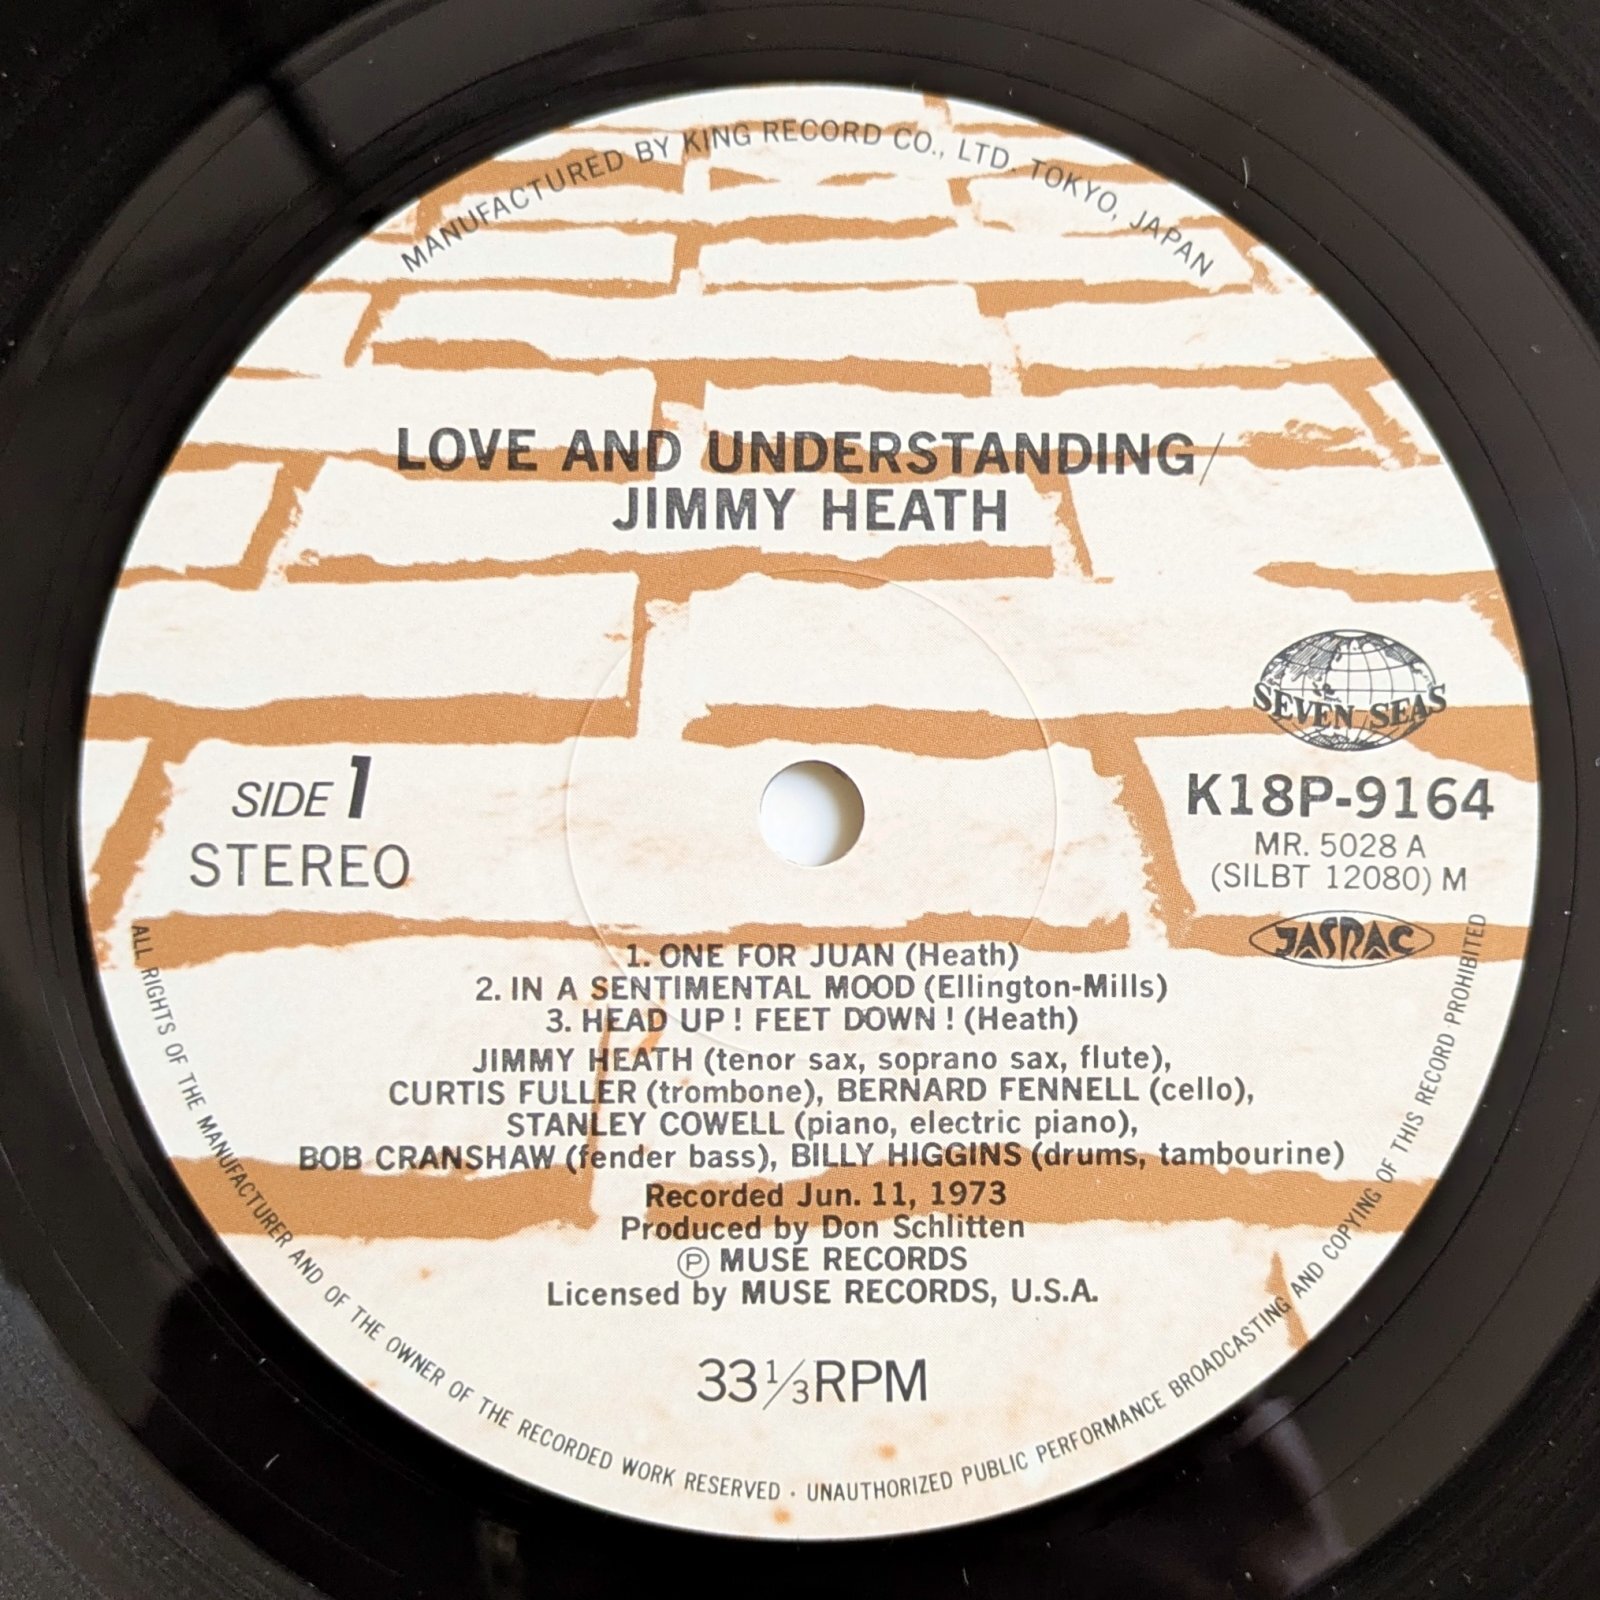 MANUFACTURED BY KING RECORD CO., LTD. TOKYO, JAPAN
LOVE AND UNDERSTANDING/
JIMMY HEATH
SEVEN SEAS
SIDE 1
STEREO
K18P-9164
MR. 5028 A
(SILBT 12080) M
JASRAC
1. ONE FOR JUAN (Heath)
2. IN A SENTIMENTAL MOOD (Ellington-Mills)
3. HEAD UP! FEET DOWN! (Heath)
JIMMY HEATH (tenor sax, soprano sax, flute),
CURTIS FULLER (trombone), BERNARD FENNELL (cello),
STANLEY COWELL (piano, electric piano),
BOB CRANSHAW (fender bass), BILLY HIGGINS (drums, tambourine)
Recorded Jun. 11, 1973
Produced by Don Schlitten
Ⓟ MUSE RECORDS
Licensed by MUSE RECORDS, U.S.A.
33 1/3 RPM
ALL RIGHTS OF THE MANUFACTURER AND OF THE OWNER OF THE RECORDED WORK RESERVED · UNAUTHORIZED PUBLIC PERFORMANCE BROADCASTING AND COPYING OF THIS RECORD PROHIBITED